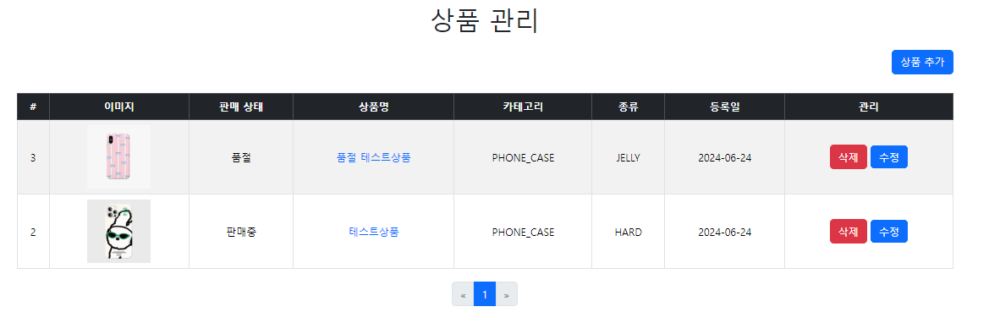 상품 관리
상품 추가
# 이미지 판매 상태 상품명 카테고리 종류 등록일 관리
3 품절 품절 테스트상품 PHONE_CASE JELLY 2024-06-24 삭제 수정
2 판매중 테스트상품 PHONE_CASE HARD 2024-06-24 삭제 수정
« 1 »